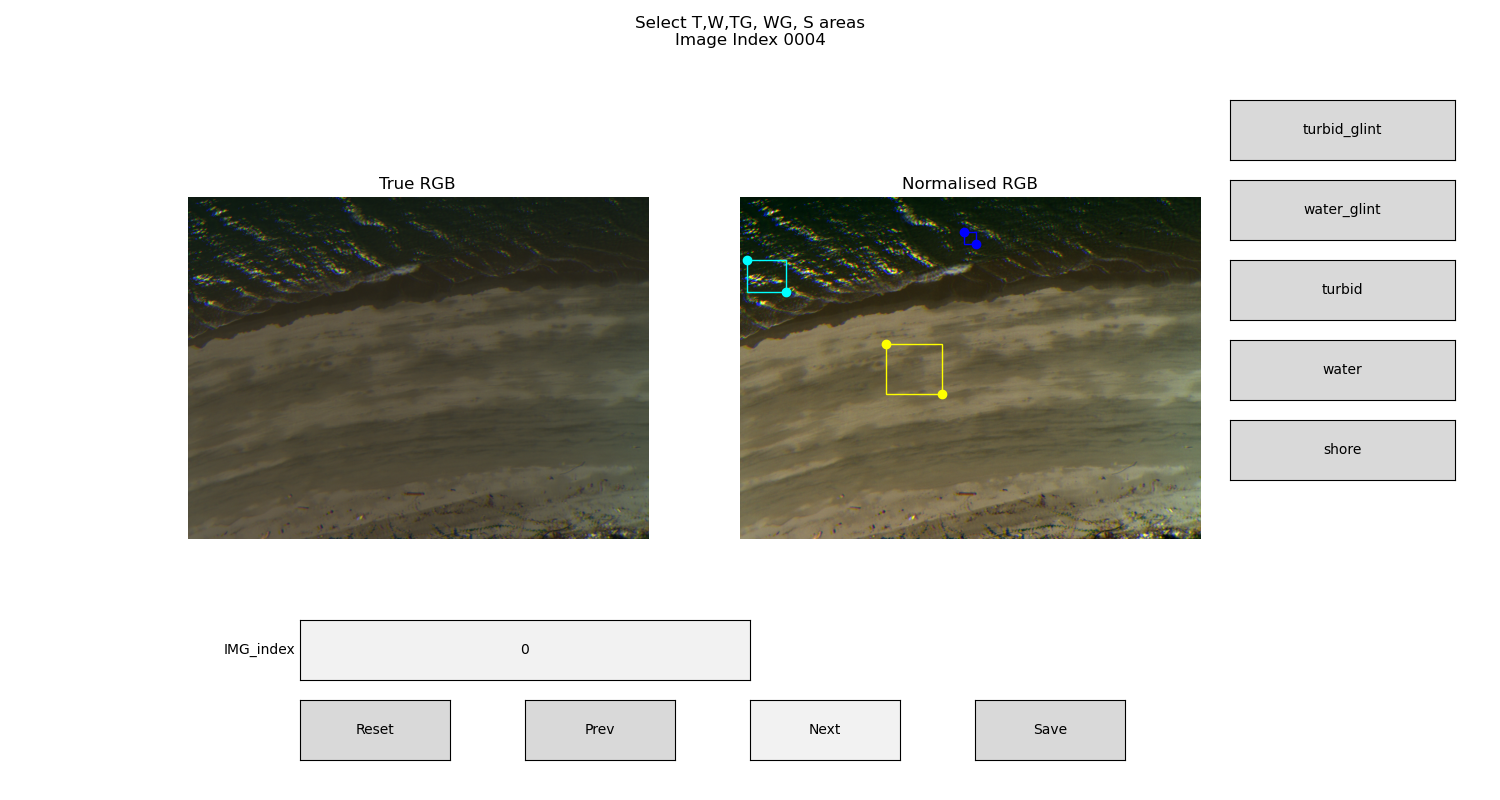 Select T,W,TG, WG, S areas
Image Index 0004
True RGB
Normalised RGB
turbid_glint
water_glint
turbid
water
shore
IMG_index
0
Reset
Prev
Next
Save